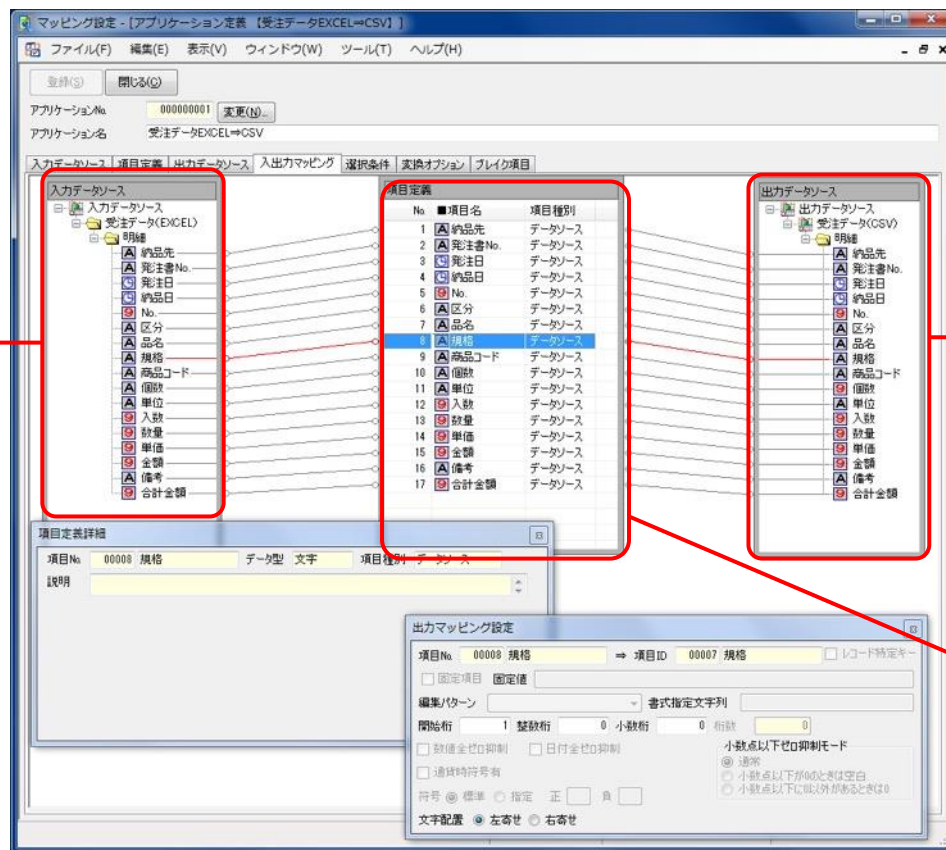 マッピング設定 - [アプリケーション定義 【受注データEXCEL⇒CSV】]
ファイル(F) 編集(E) 表示(V) ウィンドウ(W) ツール(T) ヘルプ(H)
登録(S) 閉じる(C)
アプリケーションNo. 000000001 変更(N)...
アプリケーション名 受注データEXCEL⇒CSV
入力データソース 項目定義 出力データソース 入出力マッピング 選択条件 変換オプション ブレイク項目
入力データソース
入力データソース
受注データ(EXCEL)
明細
納品先
発注書No.
発注日
納品日
No.
区分
品名
規格
商品コード
個数
単位
入数
数量
単価
金額
備考
合計金額
項目定義
No. ■項目名 項目種別
1 納品先 データソース
2 発注書No. データソース
3 発注日 データソース
4 納品日 データソース
5 No. データソース
6 区分 データソース
7 品名 データソース
8 規格 データソース
9 商品コード データソース
10 個数 データソース
11 単位 データソース
12 入数 データソース
13 数量 データソース
14 単価 データソース
15 金額 データソース
16 備考 データソース
17 合計金額 データソース
出力データソース
出力データソース
受注データ(CSV)
明細
納品先
発注書No.
発注日
納品日
No.
区分
品名
規格
商品コード
個数
単位
入数
数量
単価
金額
備考
合計金額
項目定義詳細
項目No. 00008 規格 データ型 文字 項目種別 データソース
説明
出力マッピング設定
項目No. 00008 規格 ⇒ 項目ID 00007 規格 レコード特定キー
固定項目 固定値
編集パターン 書式指定文字列
開始桁 1 整数桁 0 小数桁 0 桁数 0
数値全ゼロ抑制 日付全ゼロ抑制 小数点以下ゼロ抑制モード
通常
通貨時符号有 小数点以下が0のときは空白
小数点以下に0以外があるときは0
符号 標準 指定 正 負
文字配置 左寄せ 右寄せ